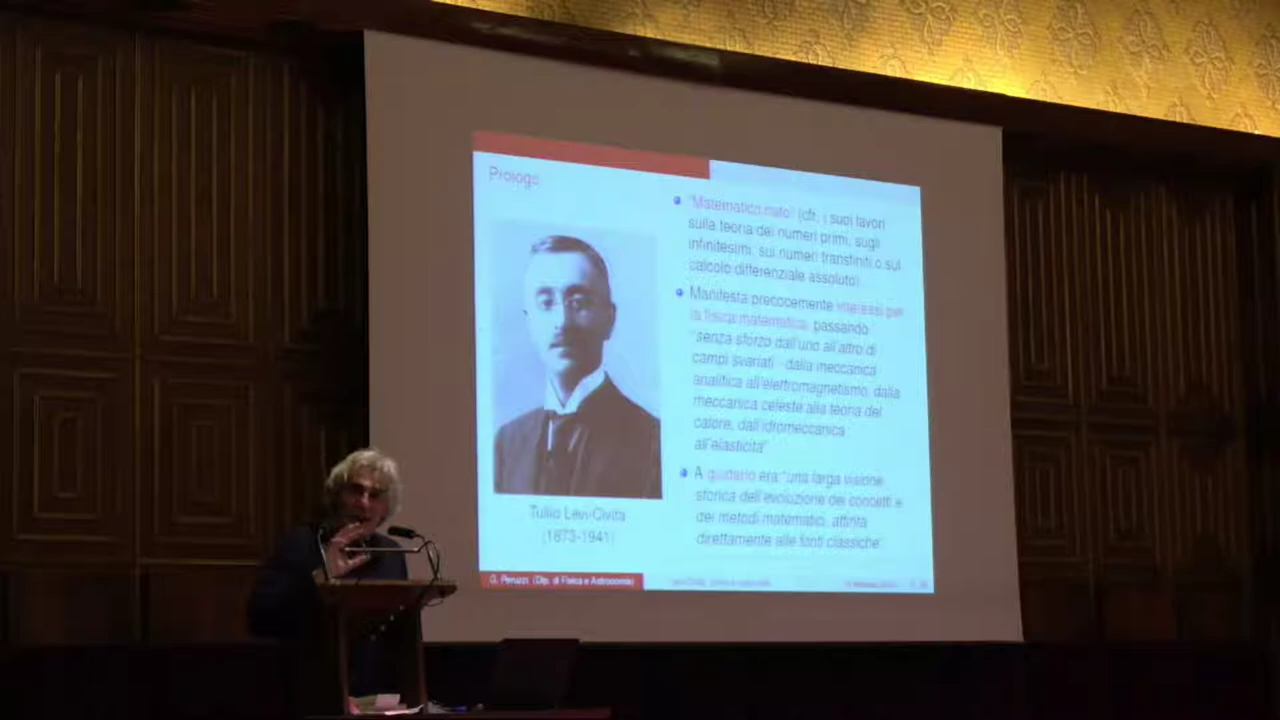 Prologo
"Matematico nato" (cfr. i suoi lavori
sulla teoria dei numeri primi, sugli
infinitesimi, sui numeri transfiniti o sul
calcolo differenziale assoluto)
Manifesta precocemente interessi per
la fisica matematica, passando
"senza sforzo dall'uno all'altro di
campi svariati - dalla meccanica
analitica all'elettromagnetismo, dalla
meccanica celeste alla teoria del
calore, dall'idromeccanica
all'elasticità"
A guidarlo era "una larga visione
storica dell'evoluzione dei concetti e
dei metodi matematici, attinta
direttamente alle fonti classiche"
Tullio Levi-Civita
(1873-1941)
G. Peruzzi (Dip. di Fisica e Astronomia)